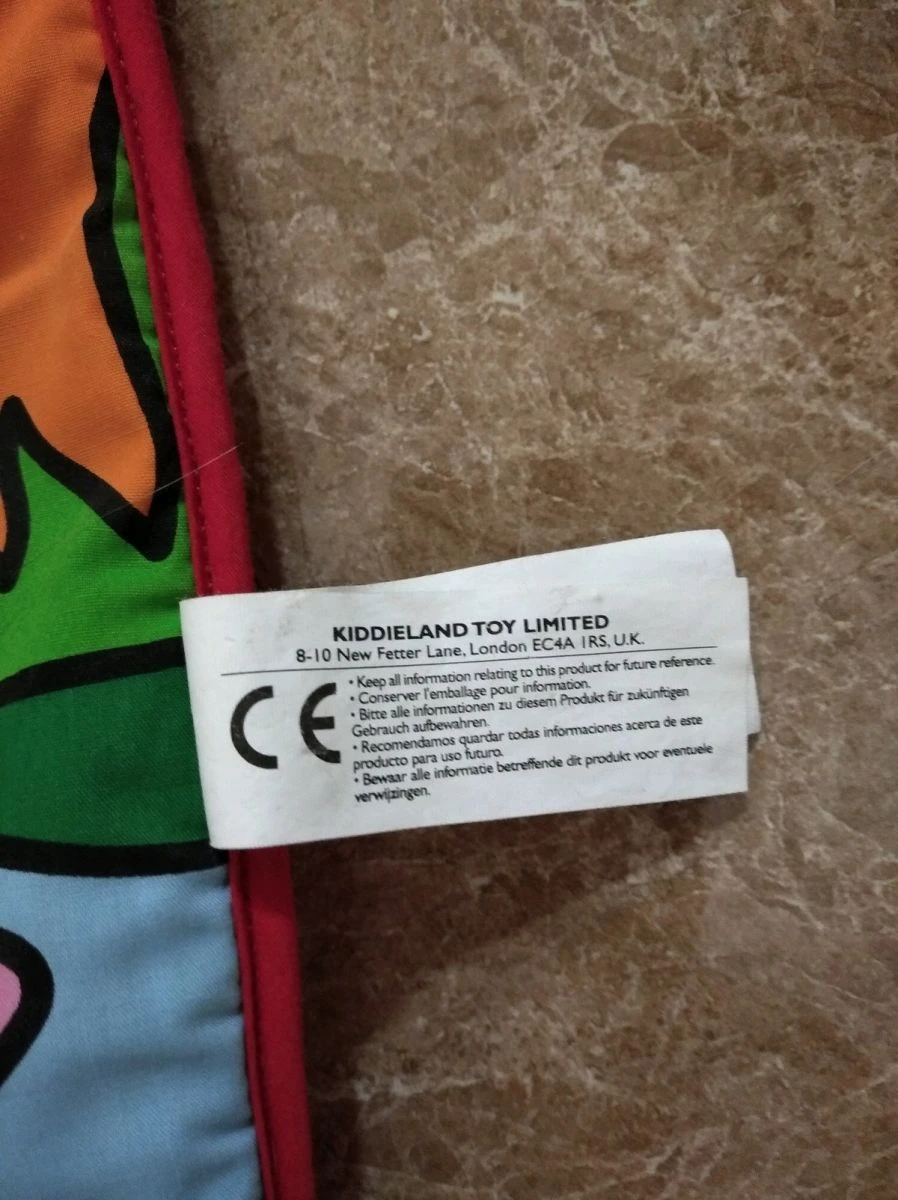 KIDDIELAND TOY LIMITED
8-10 New Fetter Lane, London EC4A 1RS, U.K.
CE
• Keep all information relating to this product for future reference.
• Conserver l'emballage pour information.
• Bitte alle informationen zu diesem Produkt für zukünftigen
Gebrauch aufbewahren.
• Recomendamos quardar todas informaciones acerca de este
producto para uso futuro.
• Bewaar alle informatie betreffende dit produkt voor eventuele
verwijzingen.